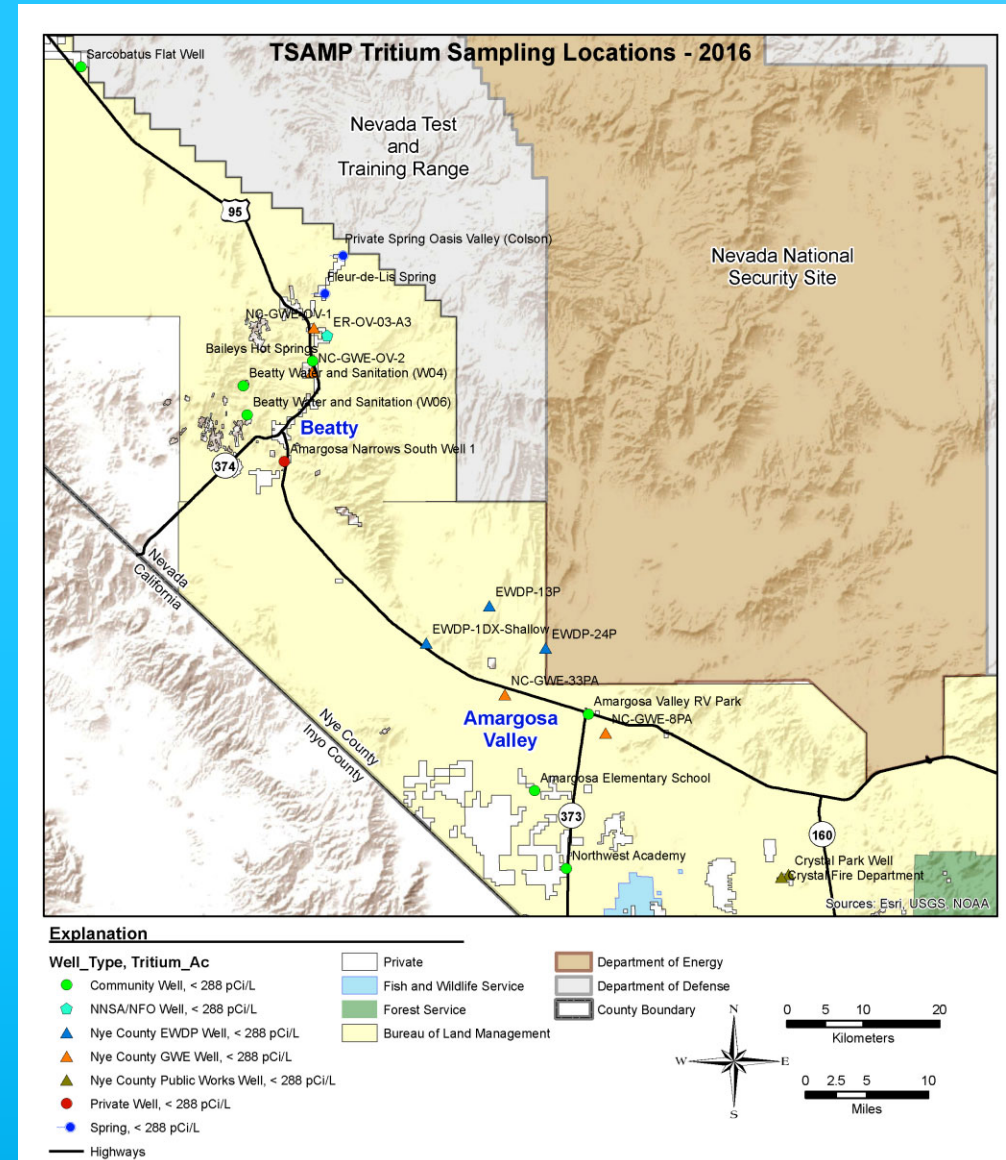 TSAMP Tritium Sampling Locations - 2016
Sarcobatus Flat Well
Nevada Test
and
Training Range
95
Private Spring Oasis Valley (Colson)
Fleur-de-Lis Spring
Nevada National
Security Site
NC-GWE-OV-1
ER-OV-03-A3
Baileys Hot Springs
NC-GWE-OV-2
Beatty Water and Sanitation (W04)
Beatty Water and Sanitation (W06)
Beatty
Amargosa Narrows South Well 1
374
Nevada
California
EWDP-13P
EWDP-1DX-Shallow
EWDP-24P
NC-GWE-33PA
Amargosa Valley RV Park
Amargosa
Valley
NC-GWE-8PA
Nye County
Inyo County
Amargosa Elementary School
373
160
Northwest Academy
Crystal Park Well
Crystal Fire Department
Sources: Esri, USGS, NOAA
Explanation
Well_Type, Tritium_Ac
Community Well, < 288 pCi/L
NNSA/NFO Well, < 288 pCi/L
Nye County EWDP Well, < 288 pCi/L
Nye County GWE Well, < 288 pCi/L
Nye County Public Works Well, < 288 pCi/L
Private Well, < 288 pCi/L
Spring, < 288 pCi/L
Highways
Private
Fish and Wildlife Service
Forest Service
Bureau of Land Management
Department of Energy
Department of Defense
County Boundary
N
W
E
S
0 5 10 20
Kilometers
0 2.5 5 10
Miles